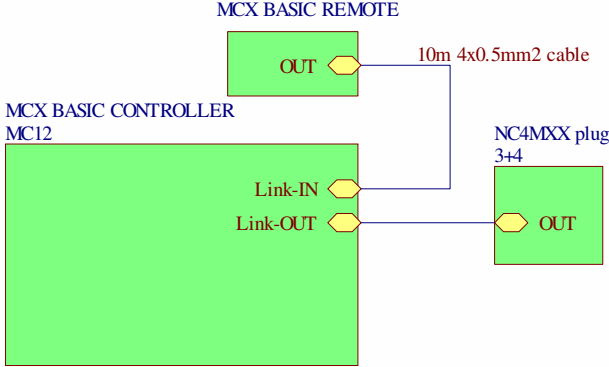 MCX BASIC REMOTE
OUT
10m 4x0.5mm2 cable
MCX BASIC CONTROLLER
MC12
NC4MXX plug
3+4
Link-IN
Link-OUT
OUT